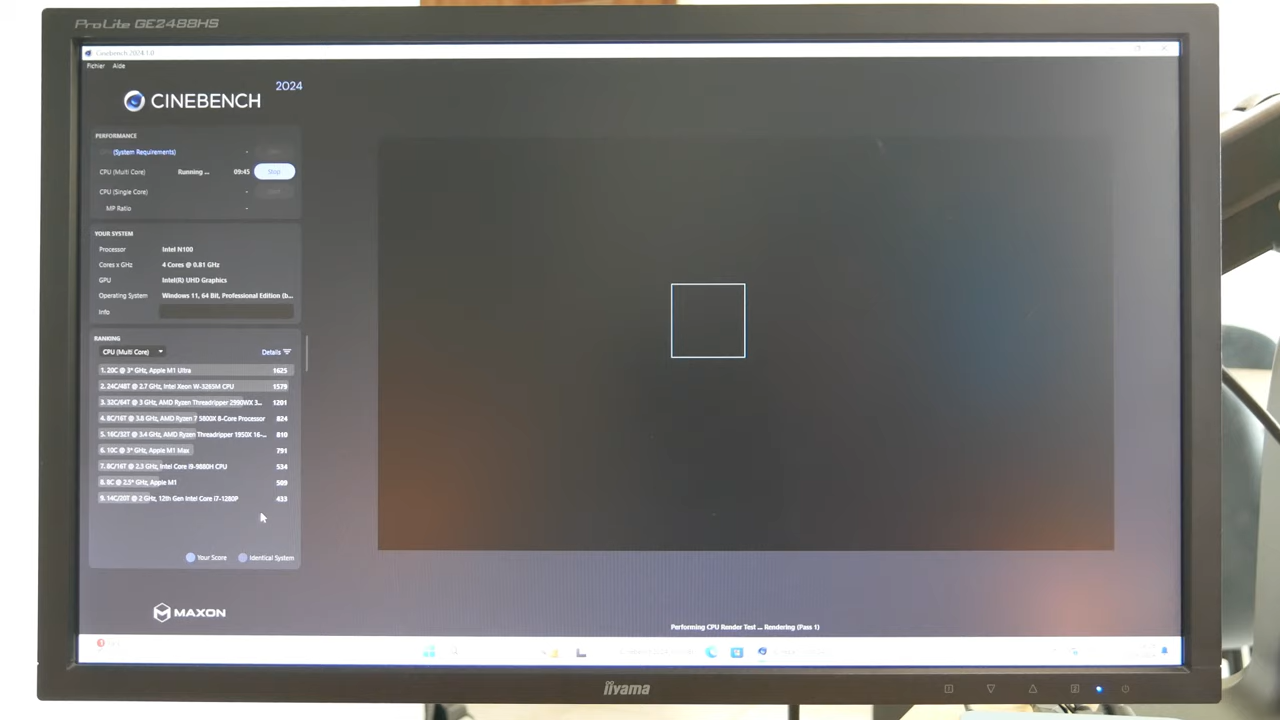 ProLite GE2488HS
Cinebench 2024.1.0
Fichier Aide
2024
CINEBENCH
PERFORMANCE
(System Requirements) -
CPU (Multi Core) Running ... 09:45 Stop
CPU (Single Core) -
MP Ratio -
YOUR SYSTEM
Processor Intel N100
Cores x GHz 4 Cores @ 0.81 GHz
GPU Intel(R) UHD Graphics
Operating System Windows 11, 64 Bit, Professional Edition (b...
Info
RANKING
CPU (Multi Core) Details
1. 20C @ 3* GHz, Apple M1 Ultra 1625
2. 24C/48T @ 2.7 GHz, Intel Xeon W-3265M CPU 1579
3. 32C/64T @ 3 GHz, AMD Ryzen Threadripper 2990WX 3... 1201
4. 8C/16T @ 3.8 GHz, AMD Ryzen 7 5800X 8-Core Processor 824
5. 16C/32T @ 3.4 GHz, AMD Ryzen Threadripper 1950X 16-... 810
6. 10C @ 3* GHz, Apple M1 Max 791
7. 8C/16T @ 2.3 GHz, Intel Core i9-9880H CPU 534
8. 8C @ 2.5* GHz, Apple M1 509
9. 14C/20T @ 2 GHz, 12th Gen Intel Core i7-1280P 433
Your Score Identical System
MAXON
Performing CPU Render Test ... Rendering (Pass 1)
iiyama
1 2